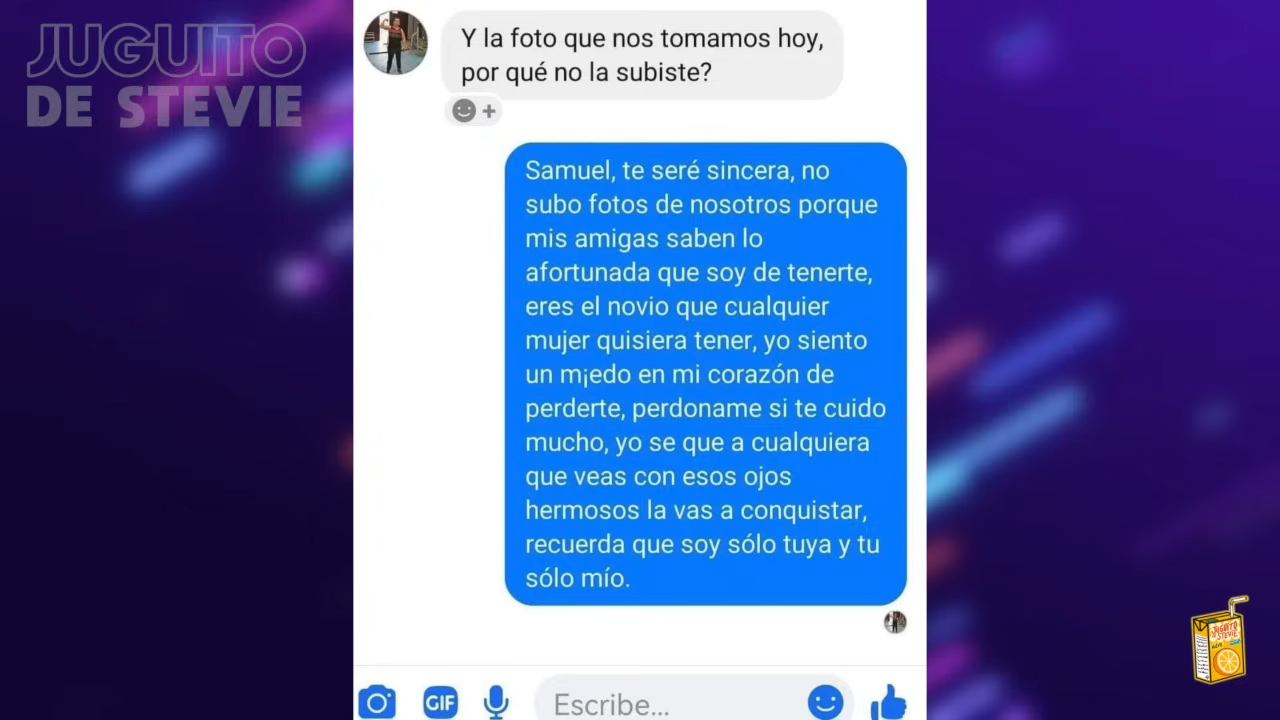 JUGUITO
DE STEVIE
Y la foto que nos tomamos hoy,
por qué no la subiste?
Samuel, te seré sincera, no
subo fotos de nosotros porque
mis amigas saben lo
afortunada que soy de tenerte,
eres el novio que cualquier
mujer quisiera tener, yo siento
un m¡edo en mi corazón de
perderte, perdoname si te cuido
mucho, yo se que a cualquiera
que veas con esos ojos
hermosos la vas a conquistar,
recuerda que soy sólo tuya y tu
sólo mío.
GIF
Escribe...
JUGUITO
DE STEVIE